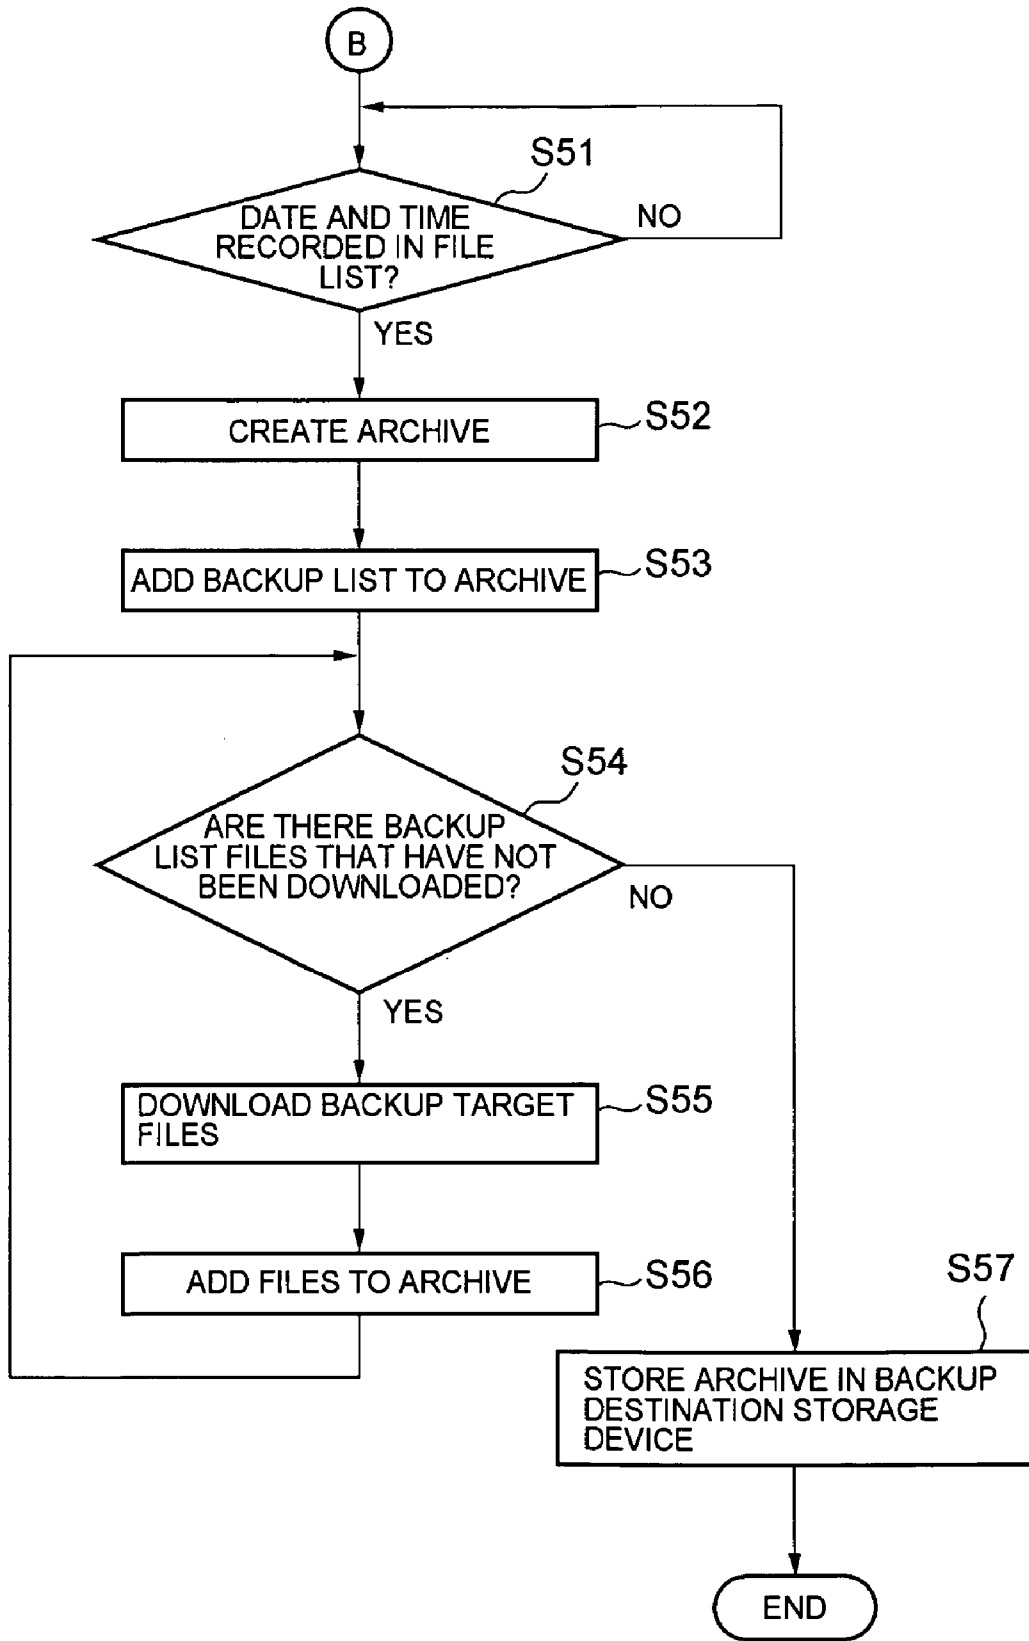 B
S51
DATE AND TIME
RECORDED IN FILE
LIST?
NO
YES
CREATE ARCHIVE
S52
ADD BACKUP LIST TO ARCHIVE
S53
S54
ARE THERE BACKUP
LIST FILES THAT HAVE NOT
BEEN DOWNLOADED?
NO
YES
DOWNLOAD BACKUP TARGET
FILES
S55
ADD FILES TO ARCHIVE
S56
S57
STORE ARCHIVE IN BACKUP
DESTINATION STORAGE
DEVICE
END